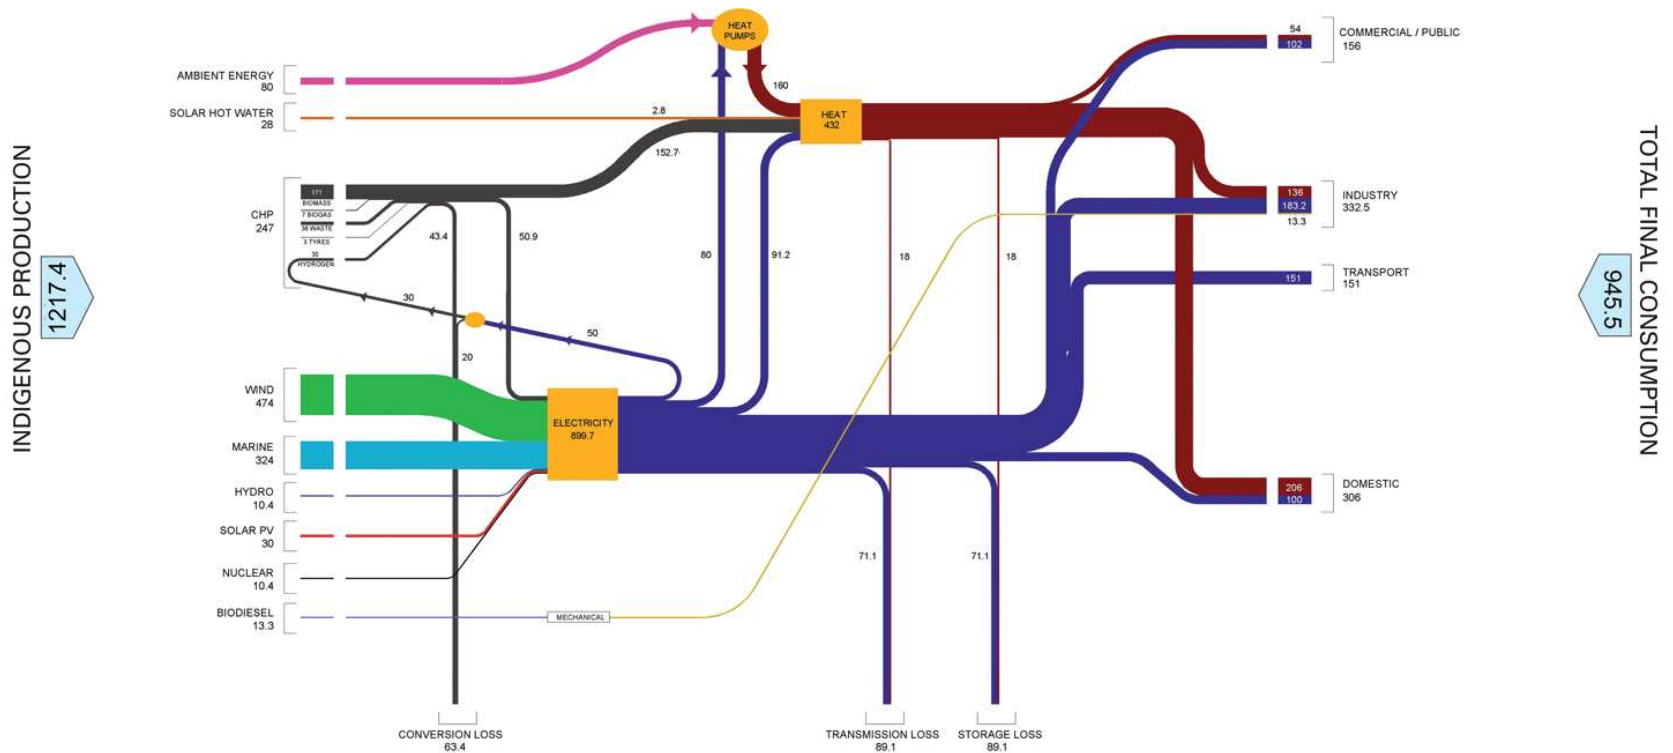 INDIGENOUS PRODUCTION
1217.4
AMBIENT ENERGY
80
SOLAR HOT WATER
28
CHP
247
171
BIOMASS
7 BIOGAS
36 WASTE
3 TYRES
30
HYDROGEN
WIND
474
MARINE
324
HYDRO
10.4
SOLAR PV
30
NUCLEAR
10.4
BIODIESEL
13.3
HEAT
PUMPS
160
2.8
152.7
HEAT
432
43.4
50.9
80
91.2
18
18
30
50
20
ELECTRICITY
899.7
MECHANICAL
71.1
71.1
CONVERSION LOSS
63.4
TRANSMISSION LOSS
89.1
STORAGE LOSS
89.1
54
102
COMMERCIAL / PUBLIC
156
136
183.2
13.3
INDUSTRY
332.5
151
TRANSPORT
151
206
100
DOMESTIC
306
945.5
TOTAL FINAL CONSUMPTION